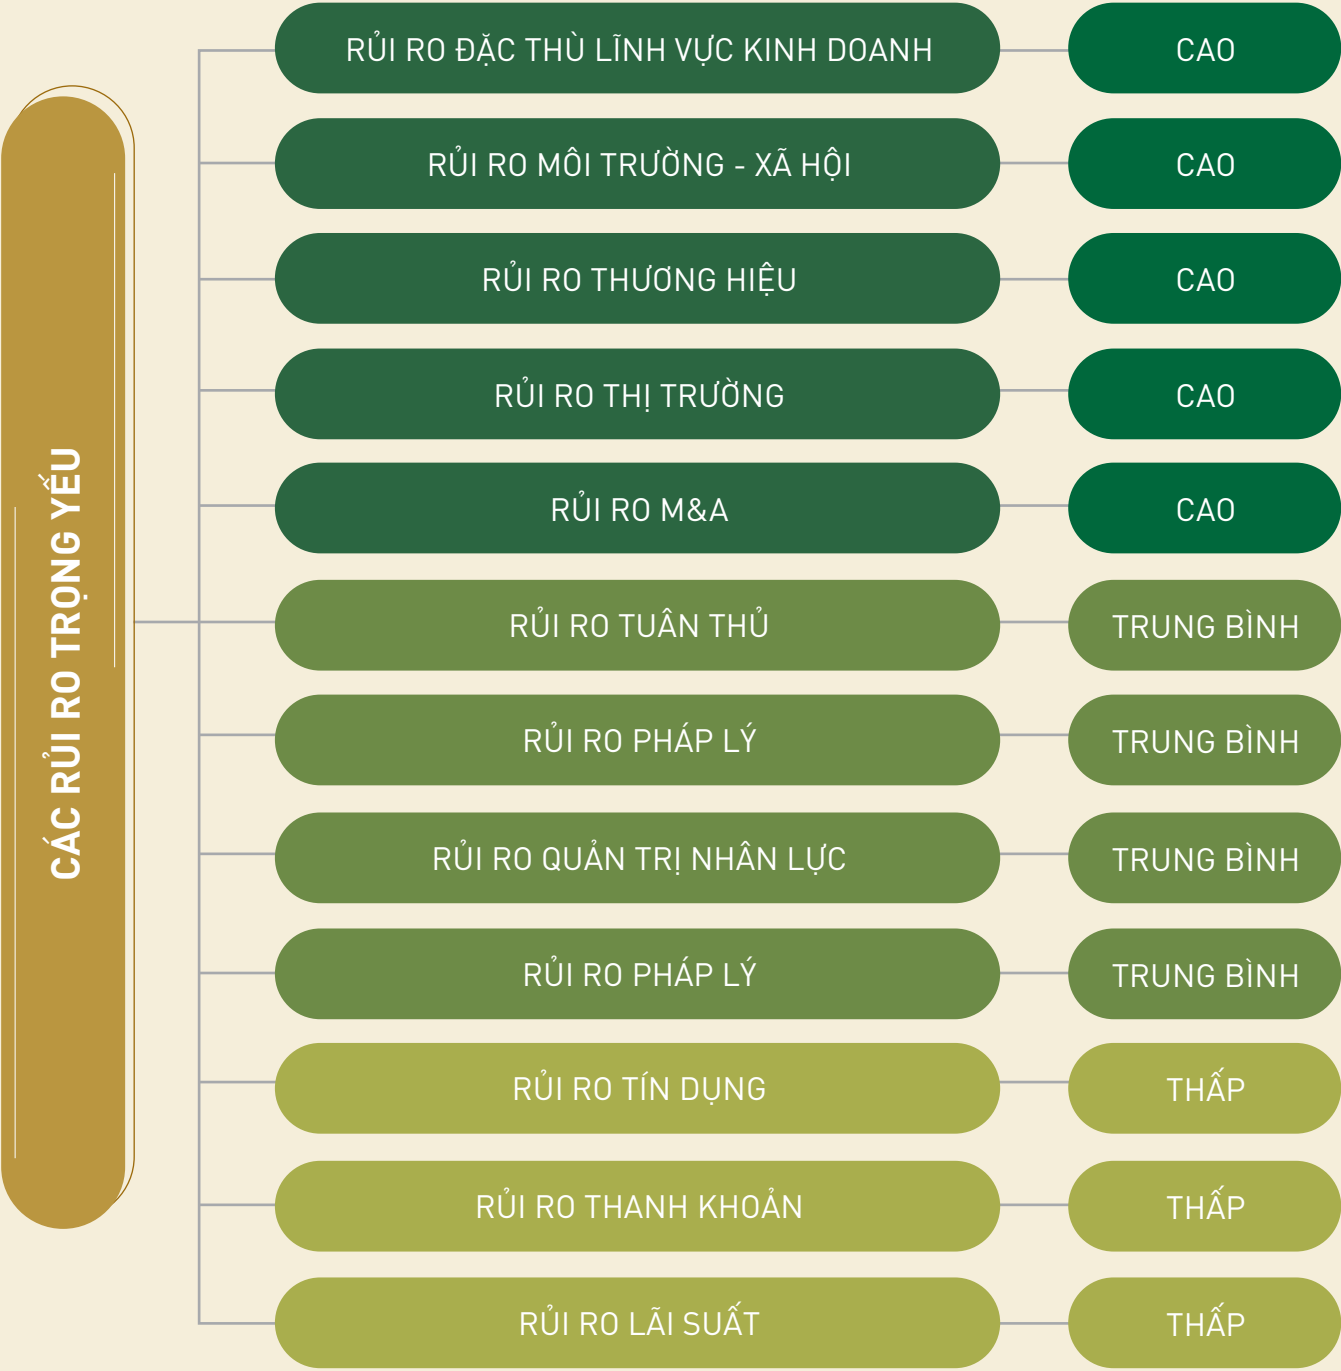 CÁC RỦI RO TRỌNG YẾU
RỦI RO ĐẶC THÙ LĨNH VỰC KINH DOANH
CAO
RỦI RO MÔI TRƯỜNG - XÃ HỘI
CAO
RỦI RO THƯƠNG HIỆU
CAO
RỦI RO THỊ TRƯỜNG
CAO
RỦI RO M&A
CAO
RỦI RO TUÂN THỦ
TRUNG BÌNH
RỦI RO PHÁP LÝ
TRUNG BÌNH
RỦI RO QUẢN TRỊ NHÂN LỰC
TRUNG BÌNH
RỦI RO PHÁP LÝ
TRUNG BÌNH
RỦI RO TÍN DỤNG
THẤP
RỦI RO THANH KHOẢN
THẤP
RỦI RO LÃI SUẤT
THẤP